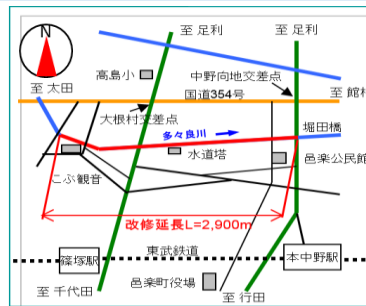 至 足利
至 足利
高島小
中野向地交差点
至 太田
国道354号
至 館林
大根村交差点
多々良川
堀田橋
水道塔
こぶ観音
邑楽公民館
改修延長L=2,900m
東武鉄道
篠塚駅
本中野駅
邑楽町役場
至 千代田
至 行田